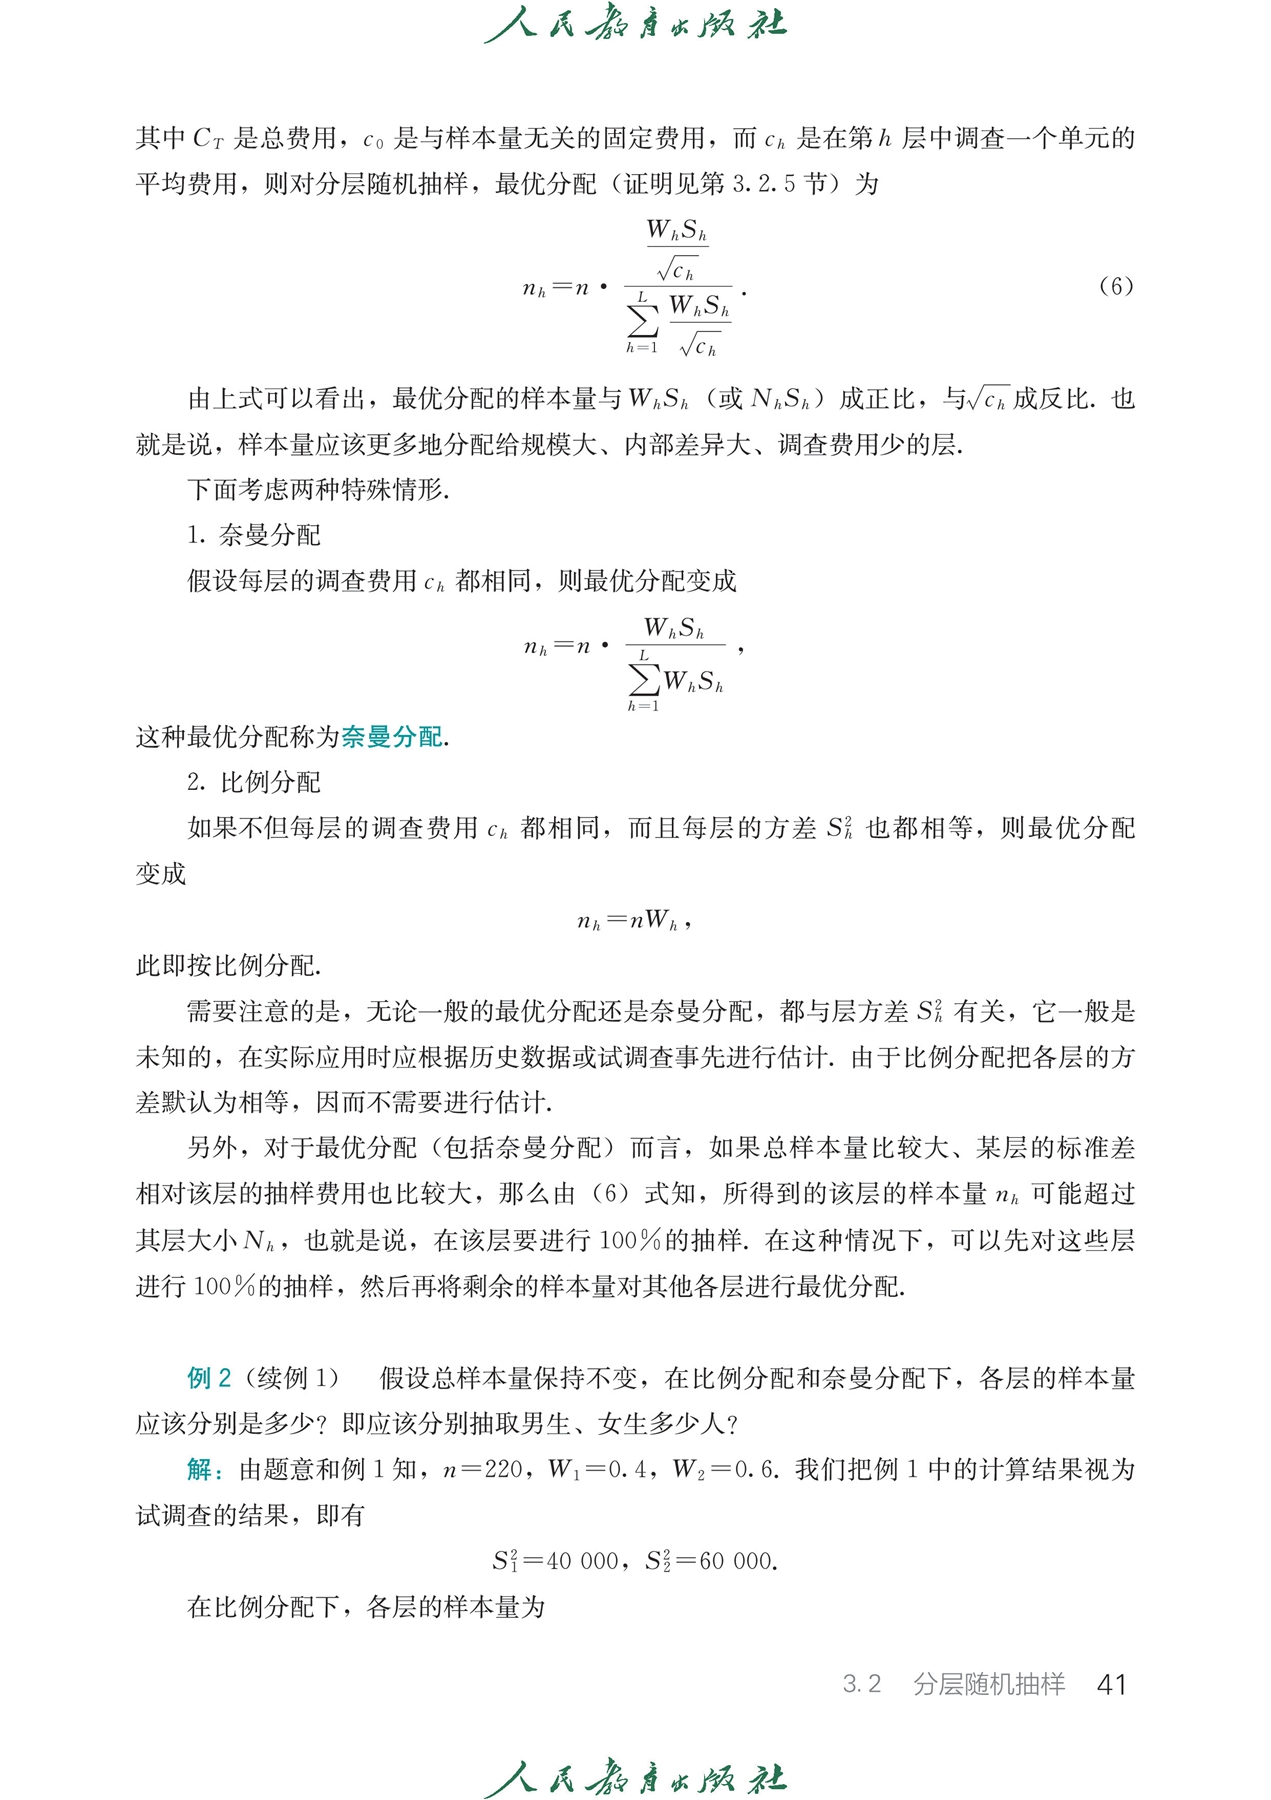 人民教育出版社
其中 C_T 是总费用，c_0 是与样本量无关的固定费用，而 c_h 是在第 h 层中调查一个单元的
平均费用，则对分层随机抽样，最优分配（证明见第 3.2.5 节）为
n_h=n·\frac{\frac{W_hS_h}{\sqrt{c_h}}}{\sum_{h=1}^{L}\frac{W_hS_h}{\sqrt{c_h}}}. （6）
由上式可以看出，最优分配的样本量与 W_hS_h（或 N_hS_h）成正比，与 \sqrt{c_h} 成反比. 也
就是说，样本量应该更多地分配给规模大、内部差异大、调查费用少的层.
下面考虑两种特殊情形.
1. 奈曼分配
假设每层的调查费用 c_h 都相同，则最优分配变成
n_h=n·\frac{W_hS_h}{\sum_{h=1}^{L}W_hS_h}，
这种最优分配称为奈曼分配.
2. 比例分配
如果不但每层的调查费用 c_h 都相同，而且每层的方差 S_h^2 也都相等，则最优分配
变成
n_h=nW_h，
此即按比例分配.
需要注意的是，无论一般的最优分配还是奈曼分配，都与层方差 S_h^2 有关，它一般是
未知的，在实际应用时应根据历史数据或试调查事先进行估计. 由于比例分配把各层的方
差默认为相等，因而不需要进行估计.
另外，对于最优分配（包括奈曼分配）而言，如果总样本量比较大、某层的标准差
相对该层的抽样费用也比较大，那么由（6）式知，所得到的该层的样本量 n_h 可能超过
其层大小 N_h，也就是说，在该层要进行 100%的抽样. 在这种情况下，可以先对这些层
进行 100%的抽样，然后再将剩余的样本量对其他各层进行最优分配.
例 2（续例 1） 假设总样本量保持不变，在比例分配和奈曼分配下，各层的样本量
应该分别是多少？即应该分别抽取男生、女生多少人？
解：由题意和例 1 知，n=220，W_1=0.4，W_2=0.6. 我们把例 1 中的计算结果视为
试调查的结果，即有
S_1^2=40 000，S_2^2=60 000.
在比例分配下，各层的样本量为
3.2 分层随机抽样 41
人民教育出版社